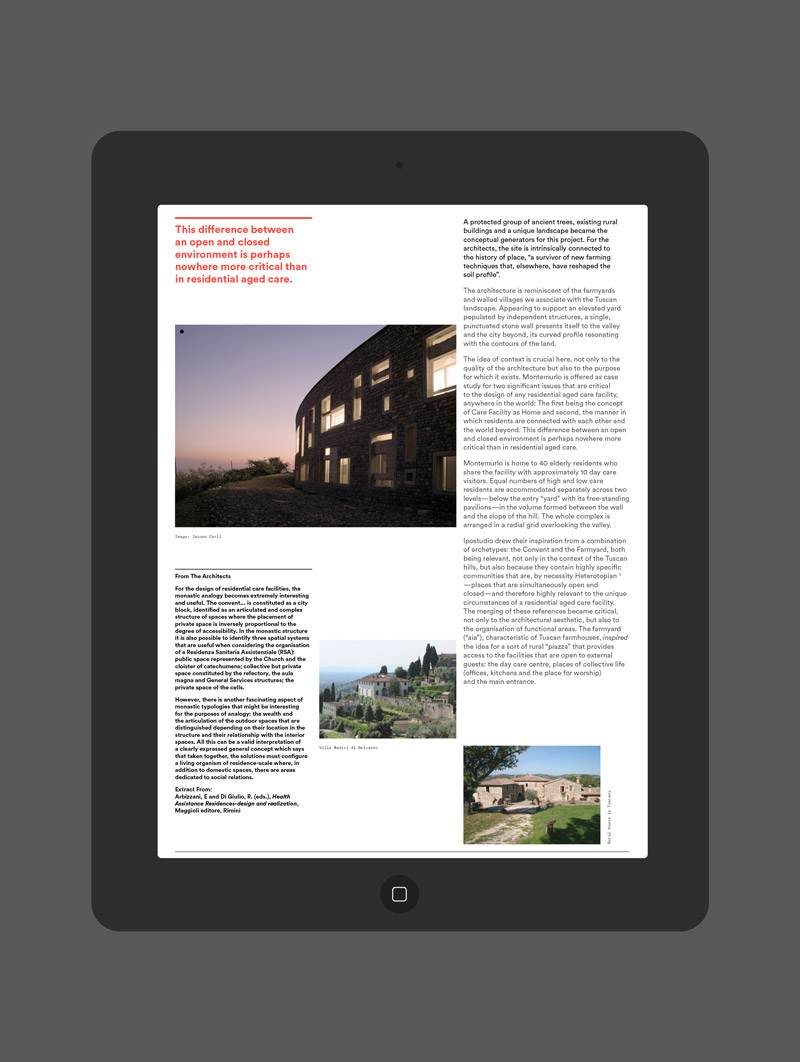 This difference between
an open and closed
environment is perhaps
nowhere more critical than
in residential aged care.
Image: Jacopo Carli
From The Architects
For the design of residential care facilities, the
monastic analogy becomes extremely interesting
and useful. The convent... is constituted as a city
block, identified as an articulated and complex
structure of spaces where the placement of
private space is inversely proportional to the
degree of accessibility. In the monastic structure
it is also possible to identify three spatial systems
that are useful when considering the organisation
of a Residenza Sanitaria Assistenziale (RSA):
public space represented by the Church and the
cloister of catechumens; collective but private
space constituted by the refectory, the aula
magna and General Services structures; the
private space of the cells.
However, there is another fascinating aspect of
monastic typologies that might be interesting
for the purposes of analogy: the wealth and
the articulation of the outdoor spaces that are
distinguished depending on their location in the
structure and their relationship with the interior
spaces. All this can be a valid interpretation of
a clearly expressed general concept which says
that taken together, the solutions must configure
a living organism of residence-scale where, in
addition to domestic spaces, there are areas
dedicated to social relations.
Extract From:
Arbizzani, E and Di Giulio, R. (eds.), Health
Assistance Residences-design and realization,
Maggioli editore, Rimini
Villa Medivi di Belcanto
A protected group of ancient trees, existing rural
buildings and a unique landscape became the
conceptual generators for this project. For the
architects, the site is intrinsically connected to
the history of place, "a survivor of new farming
techniques that, elsewhere, have reshaped the
soil profile".
The architecture is reminiscent of the farmyards
and walled villages we associate with the Tuscan
landscape. Appearing to support an elevated yard
populated by independent structures, a single,
punctuated stone wall presents itself to the valley
and the city beyond, its curved profile resonating
with the contours of the land.
The idea of context is crucial here, not only to the
quality of the architecture but also to the purpose
for which it exists. Montemurlo is offered as case
study for two significant issues that are critical
to the design of any residential aged care facility,
anywhere in the world: The first being the concept
of Care Facility as Home and second, the manner in
which residents are connected with each other and
the world beyond. This difference between an open
and closed environment is perhaps nowhere more
critical than in residential aged care.
Montemurlo is home to 40 elderly residents who
share the facility with approximately 10 day care
visitors. Equal numbers of high and low care
residents are accommodated separately across two
levels—below the entry "yard" with its free-standing
pavilions—in the volume formed between the wall
and the slope of the hill. The whole complex is
arranged in a radial grid overlooking the valley.
Ipostudio drew their inspiration from a combination
of archetypes: the Convent and the Farmyard, both
being relevant, not only in the context of the Tuscan
hills, but also because they contain highly specific
communities that are, by necessity Heterotopian
—places that are simultaneously open and
closed—and therefore highly relevant to the unique
circumstances of a residential aged care facility.
The merging of these references became critical,
not only to the architectural aesthetic, but also to
the organisation of functional areas. The farmyard
("aia"), characteristic of Tuscan farmhouses, inspired
the idea for a sort of rural "piazza" that provides
access to the facilities that are open to external
guests: the day care centre, places of collective life
(offices, kitchens and the place for worship)
and the main entrance.
Rural House in Tuscany